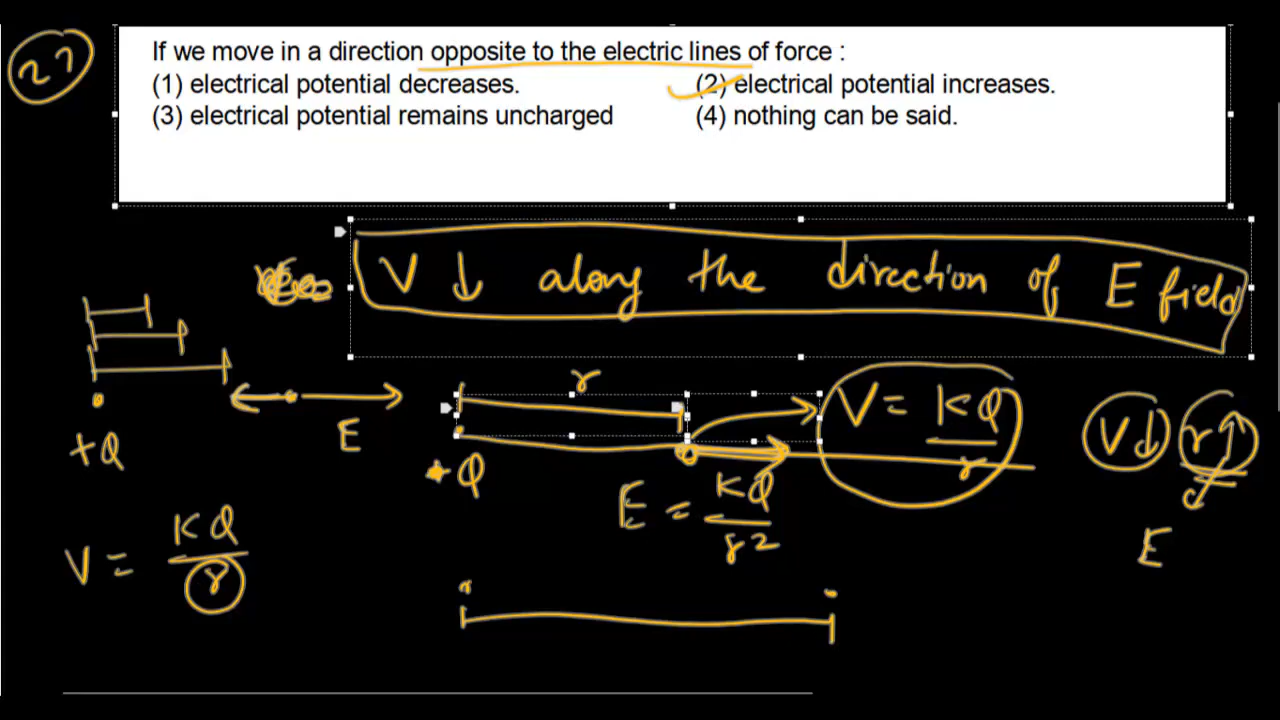 27
If we move in a direction opposite to the electric lines of force :
(1) electrical potential decreases. (2) electrical potential increases.
(3) electrical potential remains uncharged (4) nothing can be said.
V ↓ along the direction of E field
r
E
+Q
+Q
V = KQ/r
V↓ r↑
E = KQ/r2
E
V = KQ/r